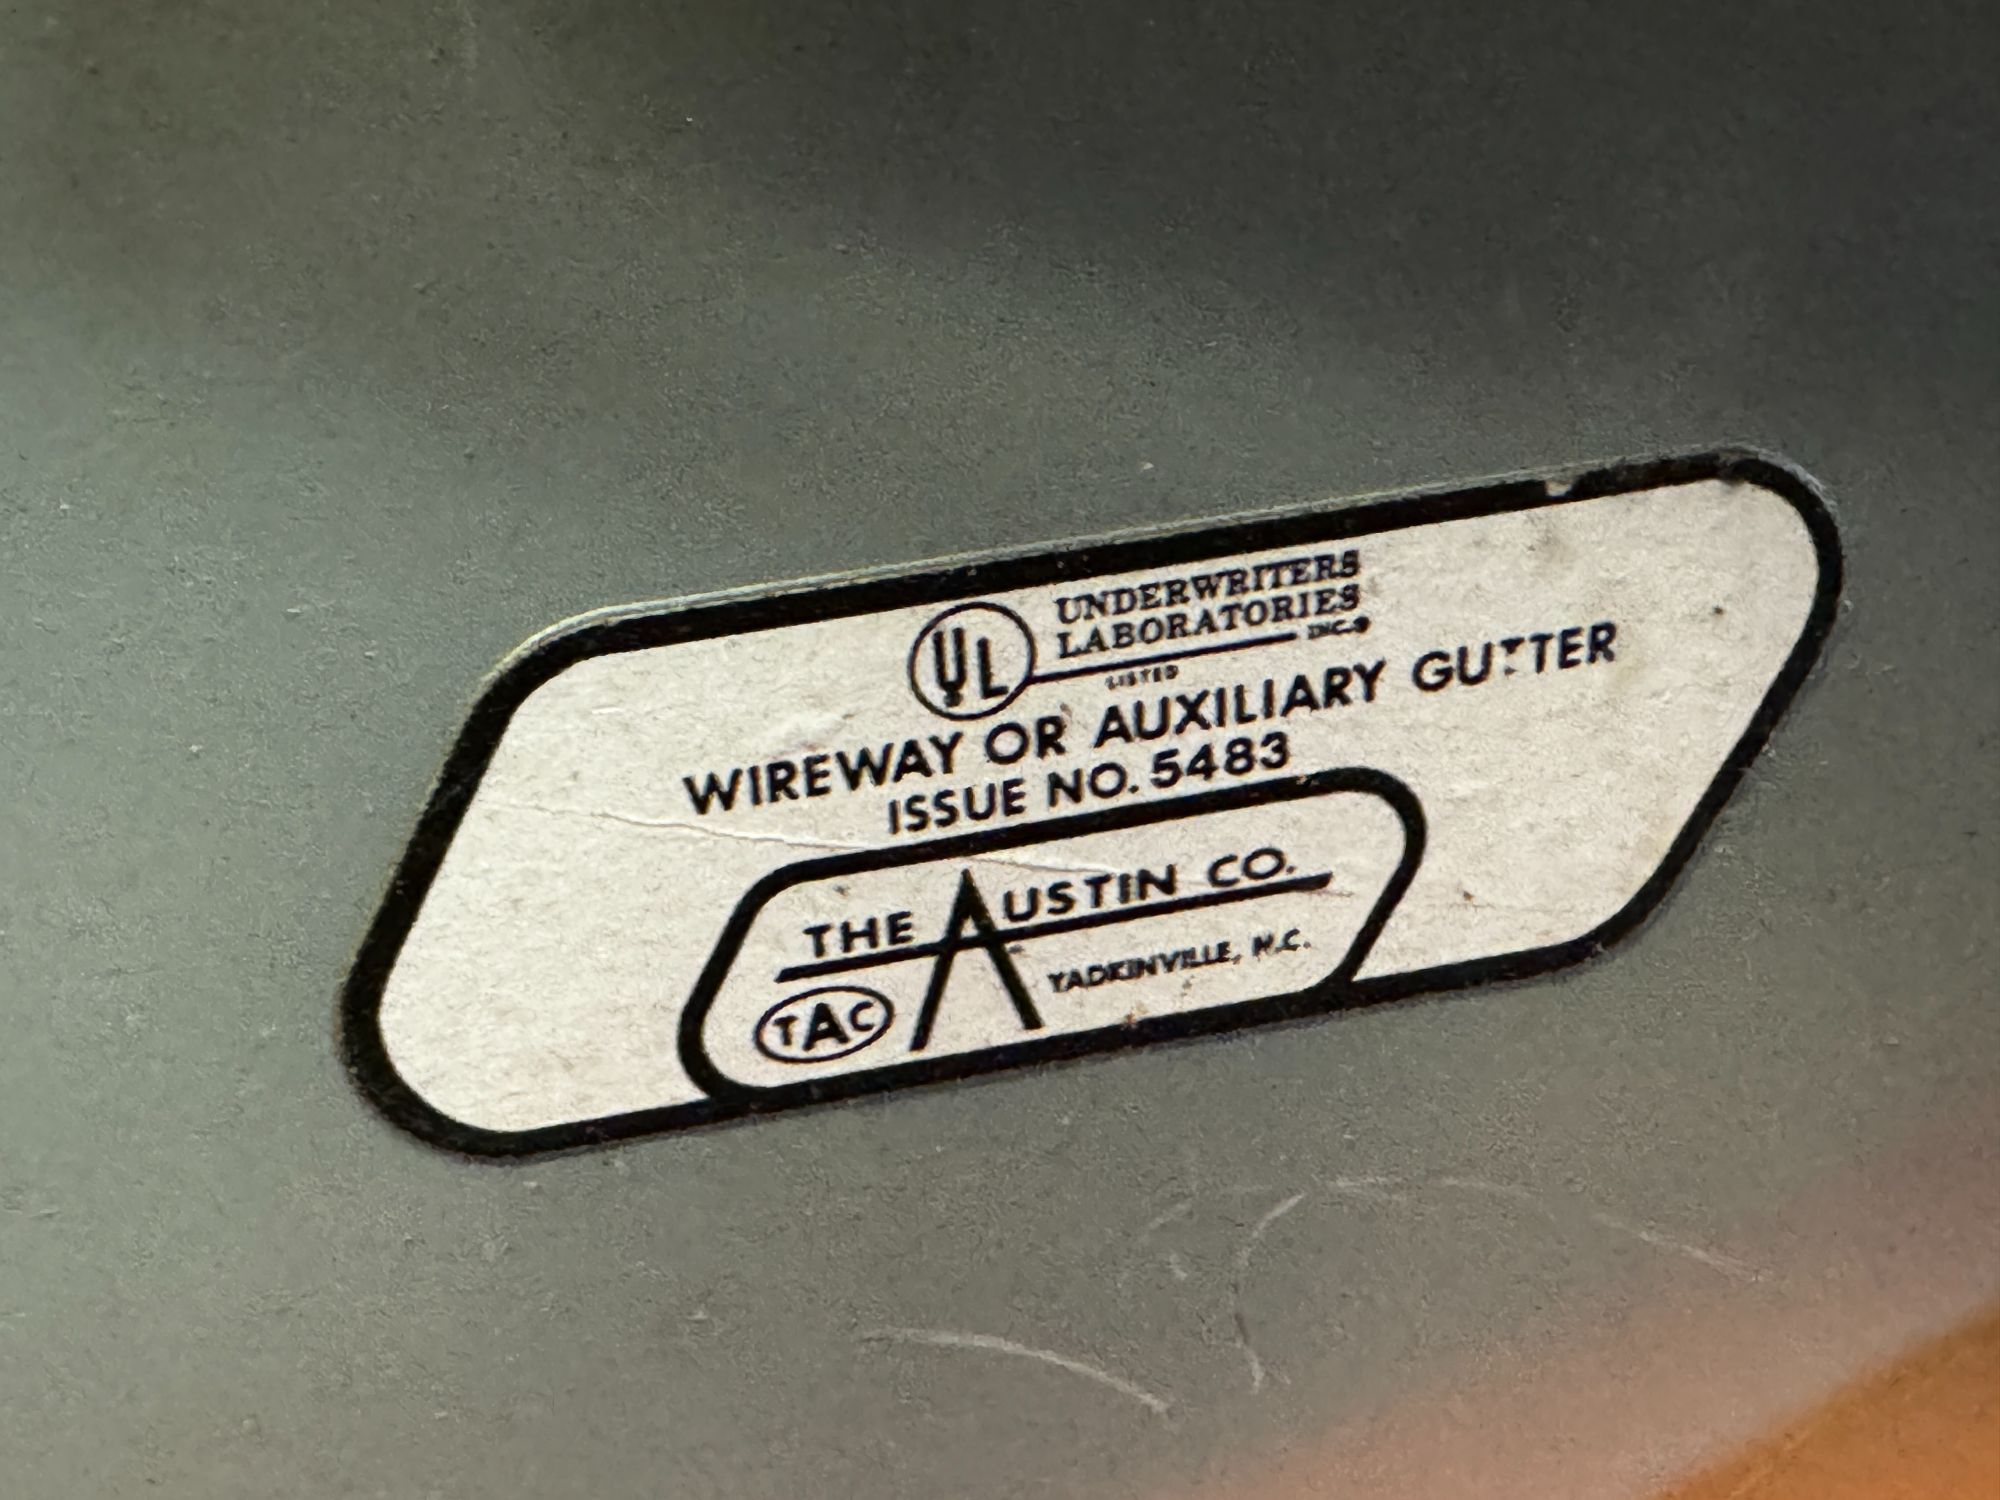 UL UNDERWRITERS
LABORATORIES
INC.®
LISTED
WIREWAY OR AUXILIARY GUTTER
ISSUE NO. 5483
THE AUSTIN CO.
YADKINVILLE, N.C.
TAC